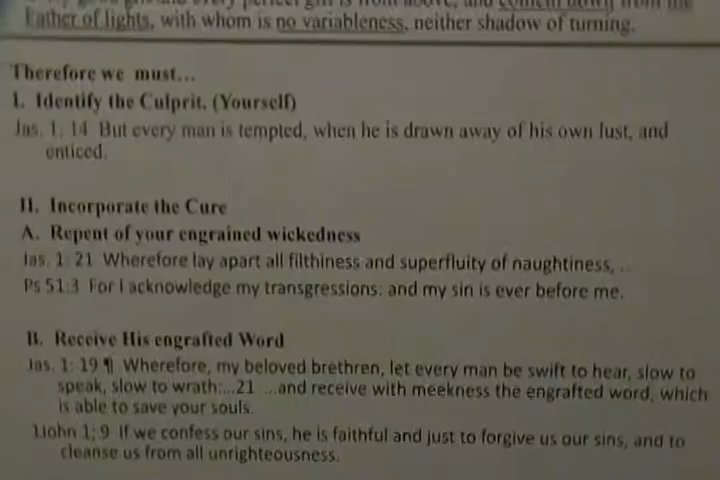 Father of lights, with whom is no variableness, neither shadow of turning.
Therefore we must...
I. Identify the Culprit. (Yourself)
Jas. 1: 14 But every man is tempted, when he is drawn away of his own lust, and
enticed.
II. Incorporate the Cure
A. Repent of your engrained wickedness
Jas. 1: 21 Wherefore lay apart all filthiness and superfluity of naughtiness, ...
Ps 51:3 For I acknowledge my transgressions: and my sin is ever before me.
B. Receive His engrafted Word
Jas. 1: 19 ¶ Wherefore, my beloved brethren, let every man be swift to hear, slow to
speak, slow to wrath:...21 ...and receive with meekness the engrafted word, which
is able to save your souls.
1John 1; 9 If we confess our sins, he is faithful and just to forgive us our sins, and to
cleanse us from all unrighteousness.